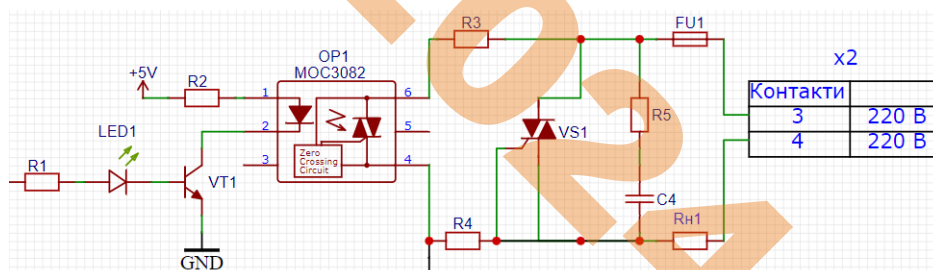 R3
FU1
x2
OP1
MOC3082
+5V
R2
1
6
Контакти
3
220 В
4
220 В
LED1
2
5
VS1
R5
R1
VT1
3
Zero
Crossing
Circuit
4
C4
R4
Rн1
GND